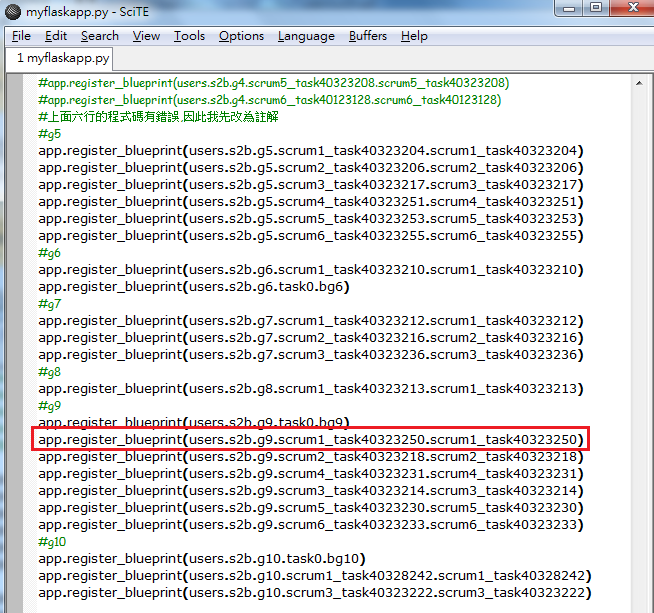 myflaskapp.py - SciTE
File Edit Search View Tools Options Language Buffers Help
1 myflaskapp.py
#app.register_blueprint(users.s2b.g4.scrum5_task40323208.scrum5_task40323208)
#app.register_blueprint(users.s2b.g4.scrum6_task40123128.scrum6_task40123128)
#上面六行的程式碼有錯誤,因此我先改為註解
#g5
app.register_blueprint(users.s2b.g5.scrum1_task40323204.scrum1_task40323204)
app.register_blueprint(users.s2b.g5.scrum2_task40323206.scrum2_task40323206)
app.register_blueprint(users.s2b.g5.scrum3_task40323217.scrum3_task40323217)
app.register_blueprint(users.s2b.g5.scrum4_task40323251.scrum4_task40323251)
app.register_blueprint(users.s2b.g5.scrum5_task40323253.scrum5_task40323253)
app.register_blueprint(users.s2b.g5.scrum6_task40323255.scrum6_task40323255)
#g6
app.register_blueprint(users.s2b.g6.scrum1_task40323210.scrum1_task40323210)
app.register_blueprint(users.s2b.g6.task0.bg6)
#g7
app.register_blueprint(users.s2b.g7.scrum1_task40323212.scrum1_task40323212)
app.register_blueprint(users.s2b.g7.scrum2_task40323216.scrum2_task40323216)
app.register_blueprint(users.s2b.g7.scrum3_task40323236.scrum3_task40323236)
#g8
app.register_blueprint(users.s2b.g8.scrum1_task40323213.scrum1_task40323213)
#g9
app.register_blueprint(users.s2b.g9.task0.bg9)
app.register_blueprint(users.s2b.g9.scrum1_task40323250.scrum1_task40323250)
app.register_blueprint(users.s2b.g9.scrum2_task40323218.scrum2_task40323218)
app.register_blueprint(users.s2b.g9.scrum4_task40323231.scrum4_task40323231)
app.register_blueprint(users.s2b.g9.scrum3_task40323214.scrum3_task40323214)
app.register_blueprint(users.s2b.g9.scrum5_task40323230.scrum5_task40323230)
app.register_blueprint(users.s2b.g9.scrum6_task40323233.scrum6_task40323233)
#g10
app.register_blueprint(users.s2b.g10.task0.bg10)
app.register_blueprint(users.s2b.g10.scrum1_task40328242.scrum1_task40328242)
app.register_blueprint(users.s2b.g10.scrum3_task40323222.scrum3_task40323222)